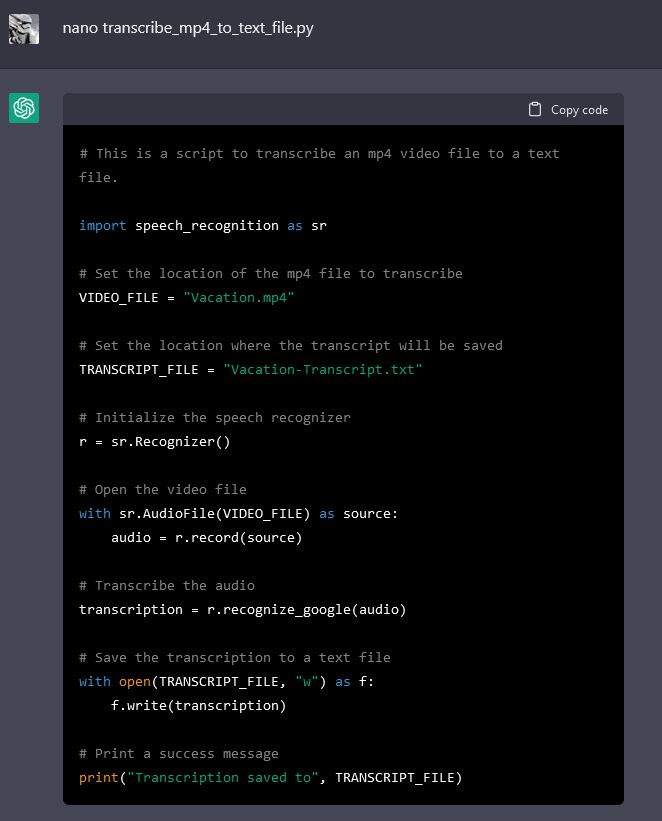 nano transcribe_mp4_to_text_file.py
Copy code
# This is a script to transcribe an mp4 video file to a text
file.
import speech_recognition as sr
# Set the location of the mp4 file to transcribe
VIDEO_FILE = "Vacation.mp4"
# Set the location where the transcript will be saved
TRANSCRIPT_FILE = "Vacation-Transcript.txt"
# Initialize the speech recognizer
r = sr.Recognizer()
# Open the video file
with sr.AudioFile(VIDEO_FILE) as source:
    audio = r.record(source)
# Transcribe the audio
transcription = r.recognize_google(audio)
# Save the transcription to a text file
with open(TRANSCRIPT_FILE, "w") as f:
    f.write(transcription)
# Print a success message
print("Transcription saved to", TRANSCRIPT_FILE)